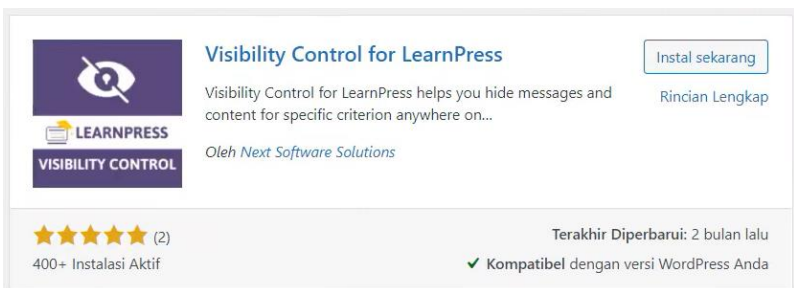 Visibility Control for LearnPress
Instal sekarang
Visibility Control for LearnPress helps you hide messages and
content for specific criterion anywhere on...
Rincian Lengkap
Oleh Next Software Solutions
LEARNPRESS
VISIBILITY CONTROL
(2)
Terakhir Diperbarui: 2 bulan lalu
400+ Instalasi Aktif
Kompatibel dengan versi WordPress Anda